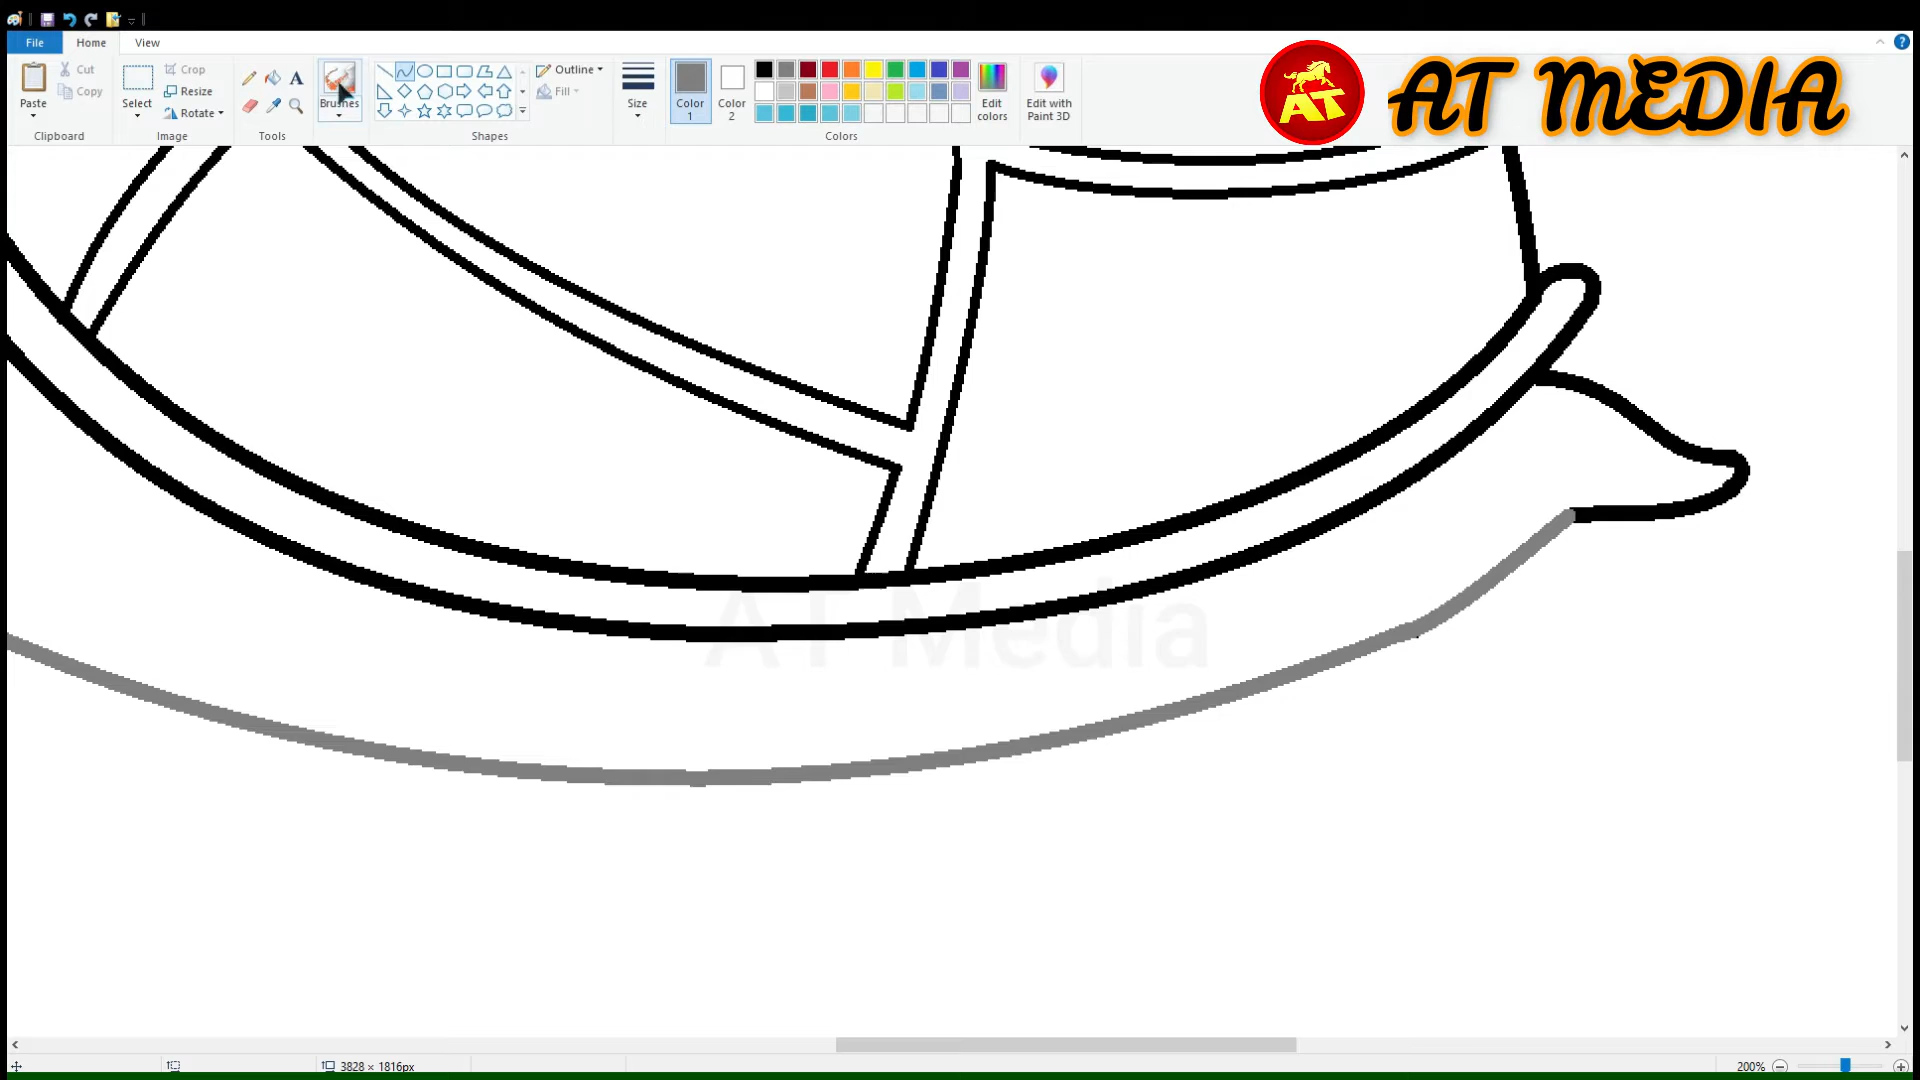 File Home View
Paste
Cut
Copy
Clipboard
Select
Crop
Resize
Rotate
Image
A
Tools
Brushes
Shapes
Outline
Fill
Size
Color 1
Color 2
Colors
Edit colors
Edit with Paint 3D
AT
AT MEDIA
AT Media
3828 × 1816px
200%